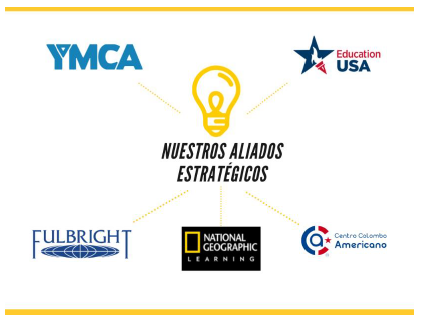 YMCA
Education
USA
NUESTROS ALIADOS
ESTRATÉGICOS
FULBRIGHT
NATIONAL
GEOGRAPHIC
LEARNING
Centro Colombo
Americano